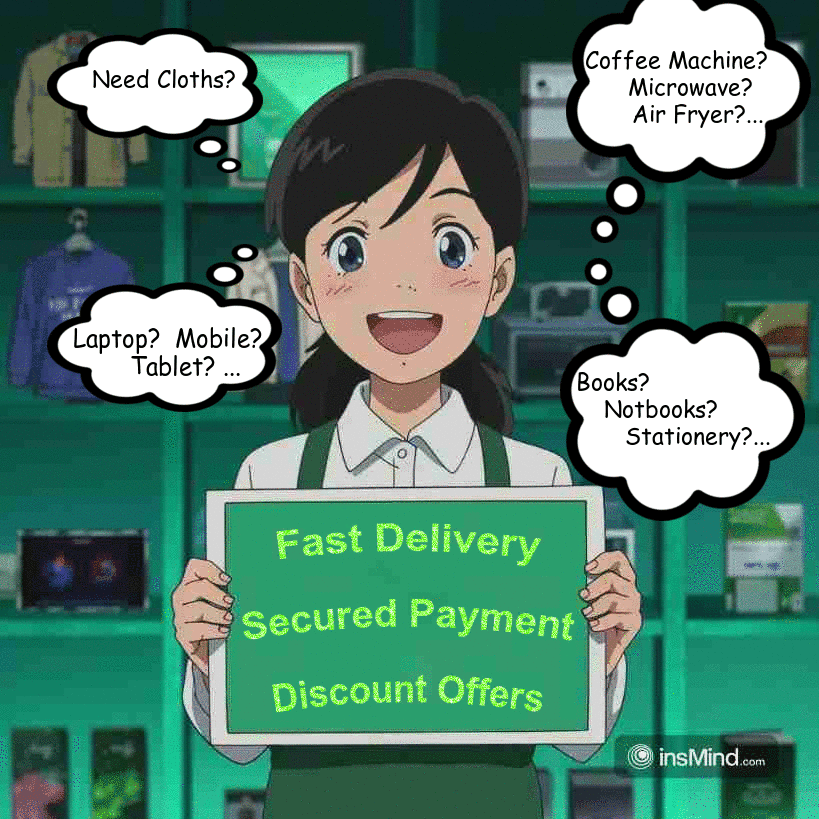 Need Cloths?
Coffee Machine?
Microwave?
Air Fryer?...
Laptop?  Mobile?
Tablet? ...
Books?
Notbooks?
Stationery?...
Fast Delivery
Secured Payment
Discount Offers
insMind.com